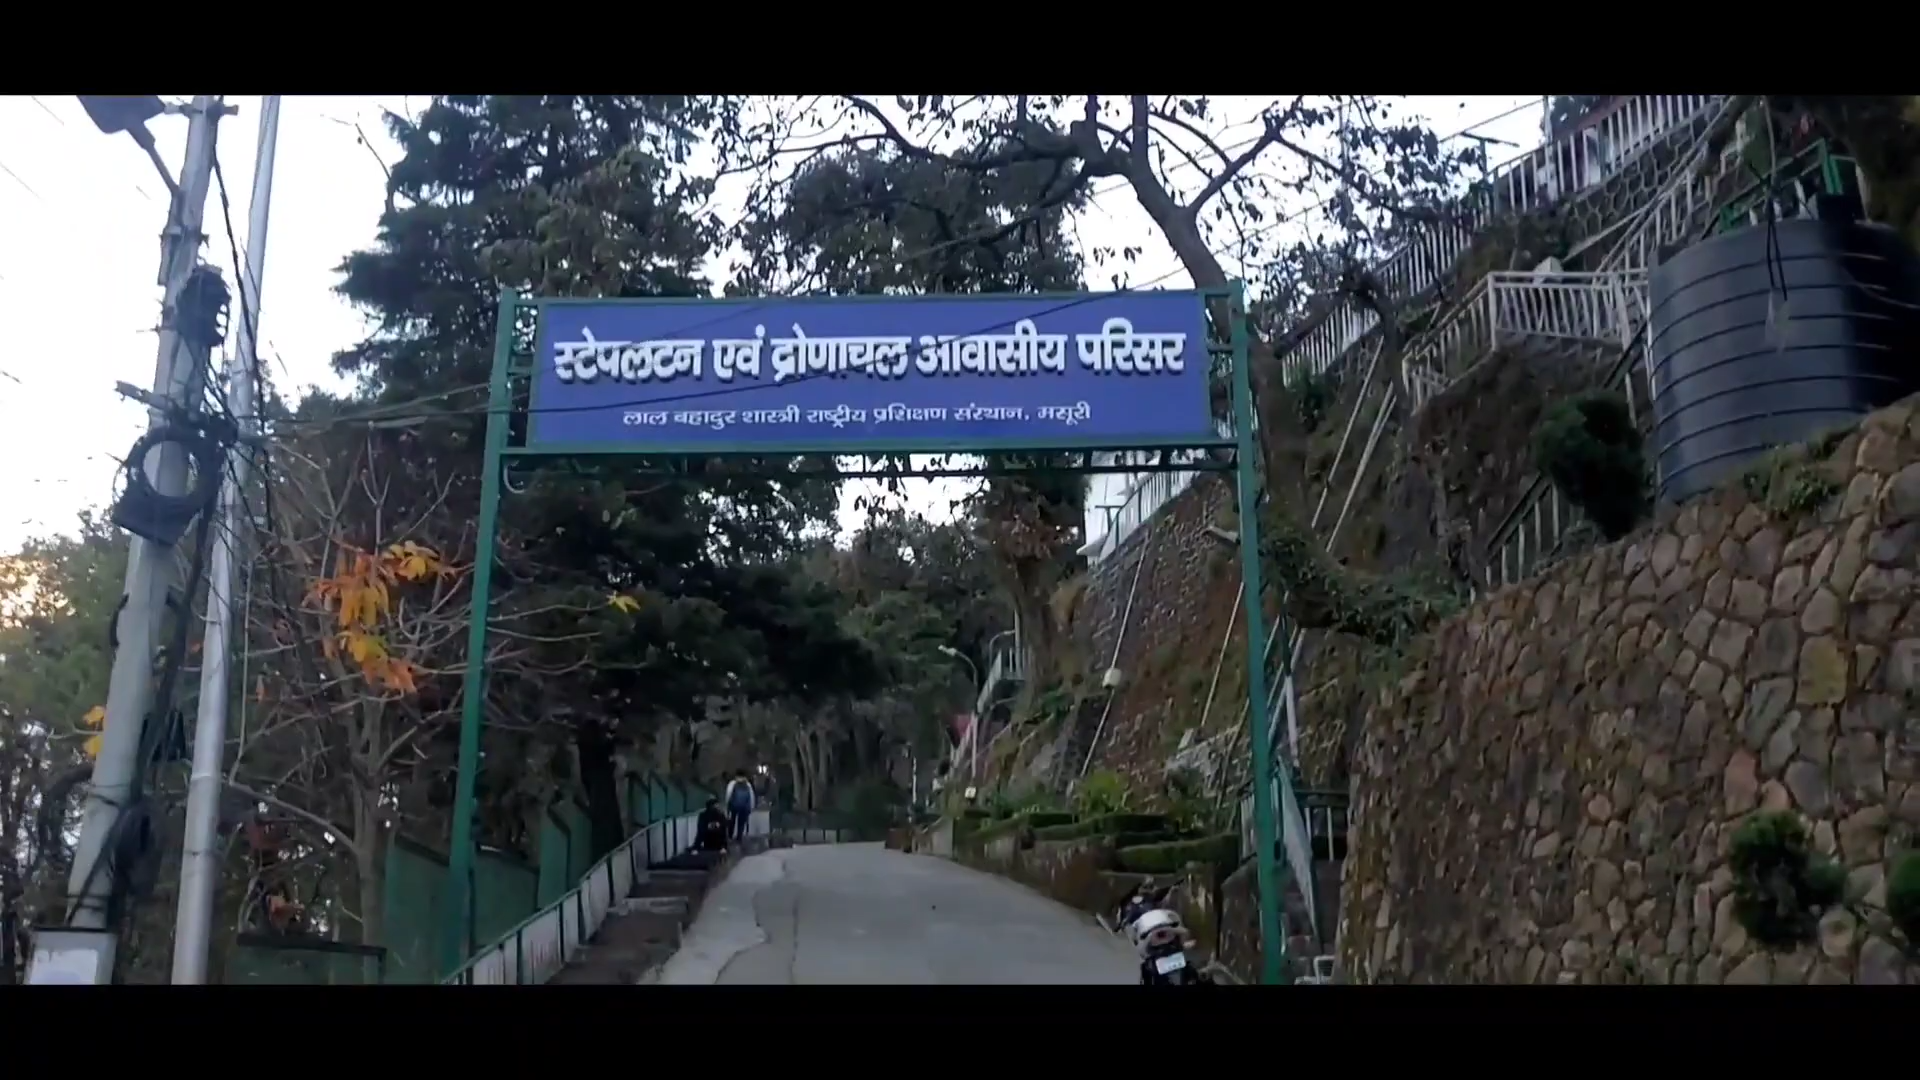 स्टेपलटन एवं द्रोणाचल आवासीय परिसर
लाल बहादुर शास्त्री राष्ट्रीय प्रशिक्षण संस्थान, मसूरी